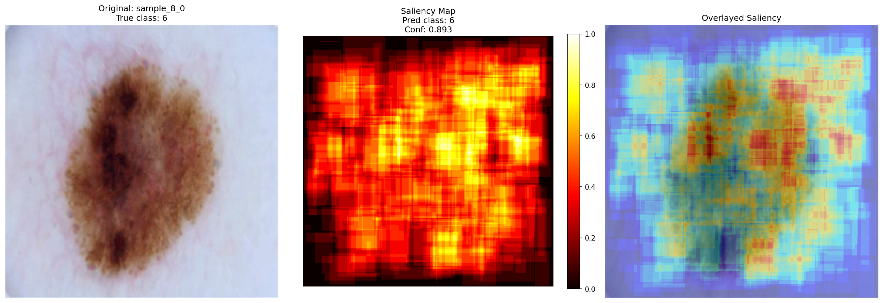 Original: sample_8_0
True class: 6
Saliency Map
Pred class: 6
Conf: 0.893
Overlayed Saliency
1.0
0.8
0.6
0.4
0.2
0.0